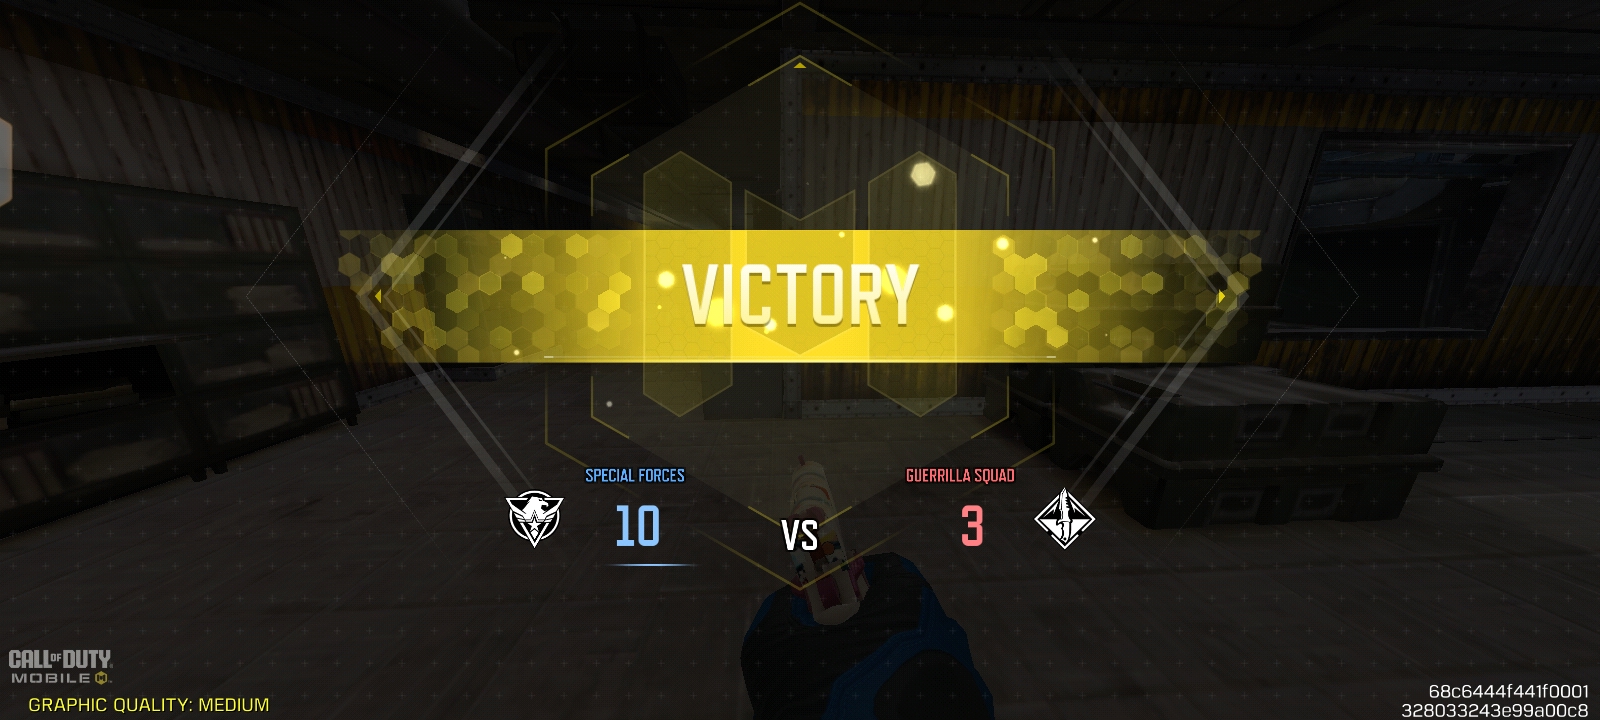 VICTORY
SPECIAL FORCES
10
VS
GUERRILLA SQUAD
3
CALL OF DUTY
MOBILE
GRAPHIC QUALITY: MEDIUM
68c6444f441f0001
328033243e99a00c8